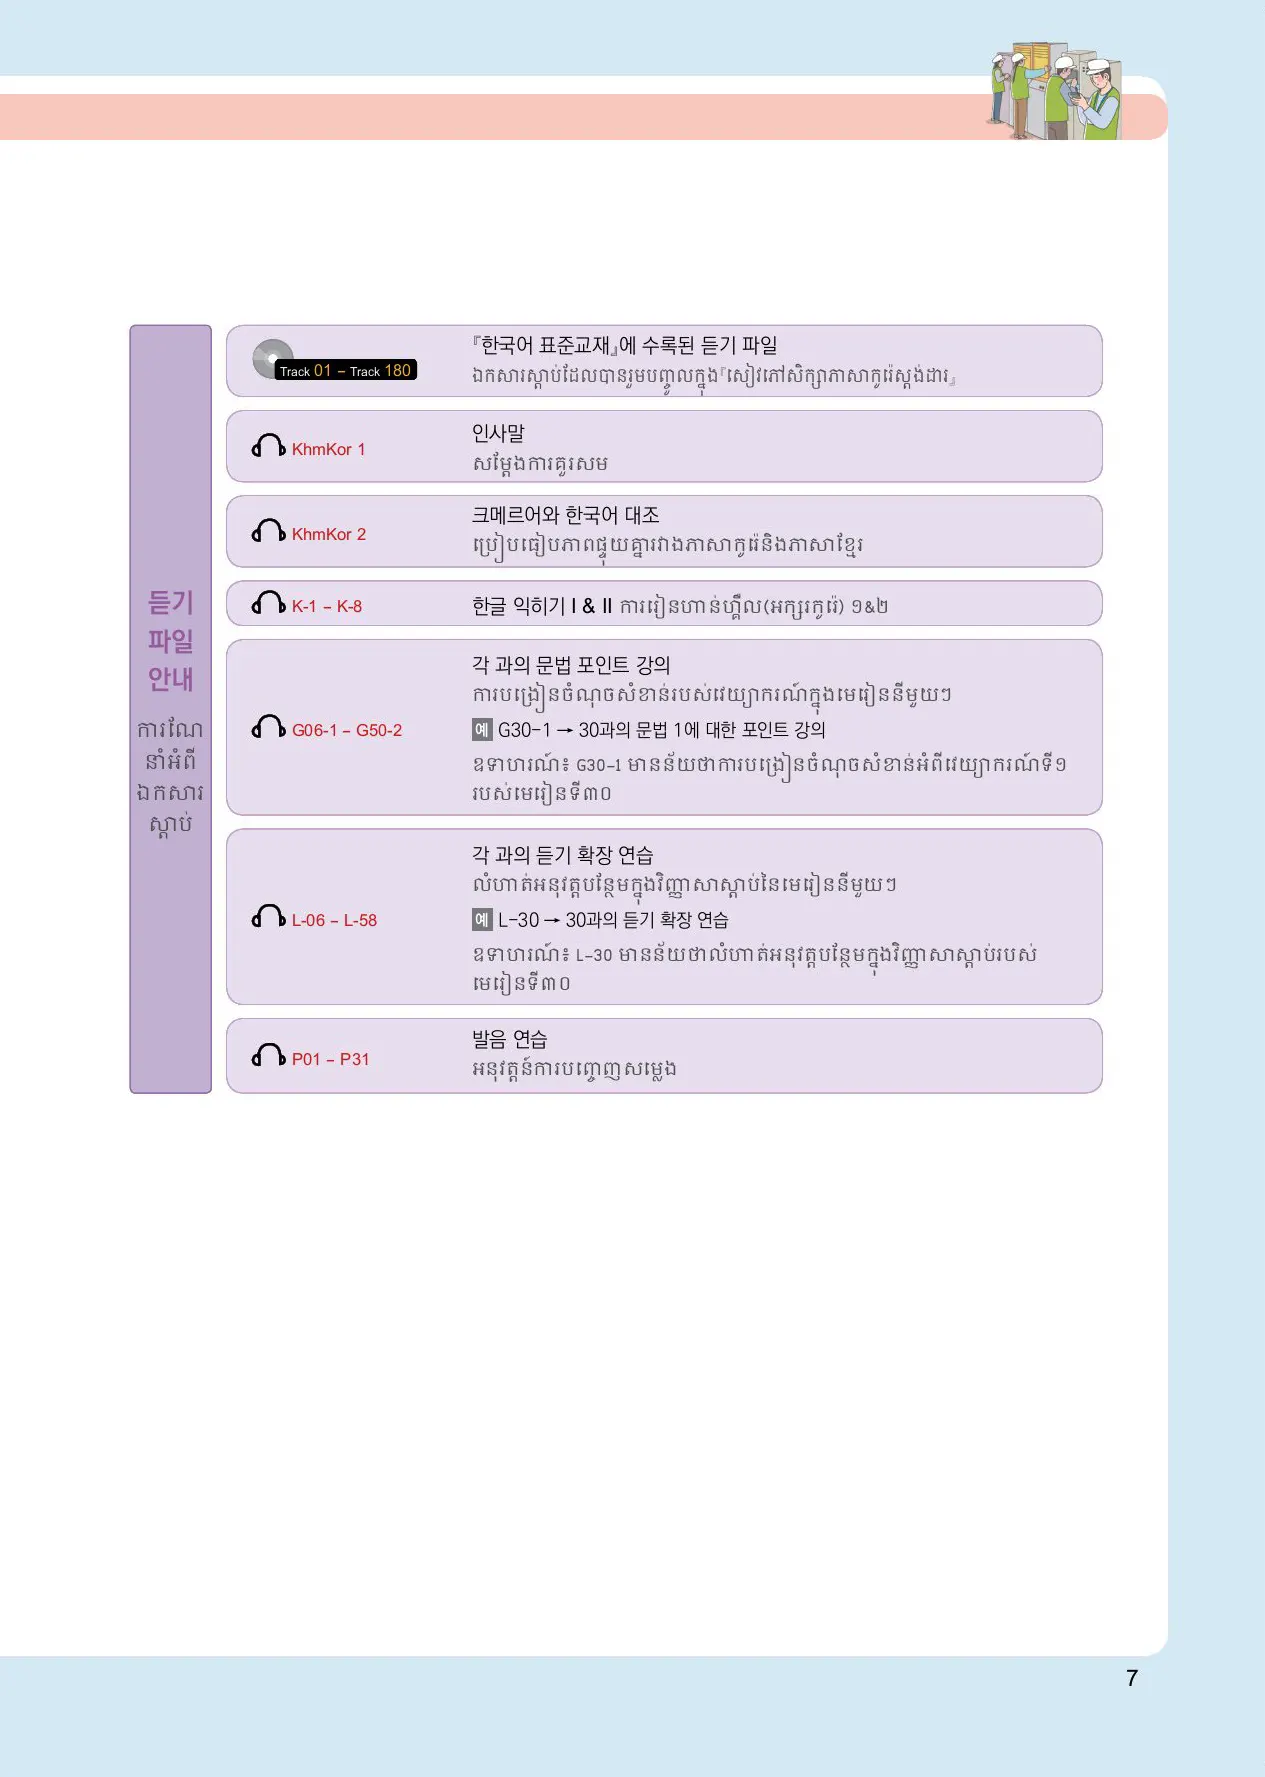 듣기
파일
안내
ការណែ
នាំអំពី
ឯកសារ
ស្តាប់
Track 01 – Track 180
『한국어 표준교재』에 수록된 듣기 파일
ឯកសារស្តាប់ដែលបានរួមបញ្ចូលក្នុង『សៀវភៅសិក្សាភាសាកូរ៉េស្តង់ដារ』
KhmKor 1
인사말
សម្តែងការគួរសម
KhmKor 2
크메르어와 한국어 대조
ប្រៀបធៀបភាពផ្ទុយគ្នារវាងភាសាកូរ៉េនិងភាសាខ្មែរ
K-1 – K-8
한글 익히기 I & II ការរៀនហាន់ហ្គឺល(អក្សរកូរ៉េ) ១&២
G06-1 – G50-2
각 과의 문법 포인트 강의
ការបង្រៀនចំណុចសំខាន់របស់វេយ្យាករណ៍ក្នុងមេរៀននីមួយៗ
예 G30-1 → 30과의 문법 1에 대한 포인트 강의
ឧទាហរណ៍៖ G30-1 មានន័យថាការបង្រៀនចំណុចសំខាន់អំពីវេយ្យាករណ៍ទី១
របស់មេរៀនទី៣០
L-06 – L-58
각 과의 듣기 확장 연습
លំហាត់អនុវត្តបន្ថែមក្នុងវិញ្ញាសាស្តាប់នៃមេរៀននីមួយៗ
예 L-30 → 30과의 듣기 확장 연습
ឧទាហរណ៍៖ L-30 មានន័យថាលំហាត់អនុវត្តបន្ថែមក្នុងវិញ្ញាសាស្តាប់របស់
មេរៀនទី៣០
P01 – P31
발음 연습
អនុវត្តន៍ការបញ្ចេញសម្លេង
7